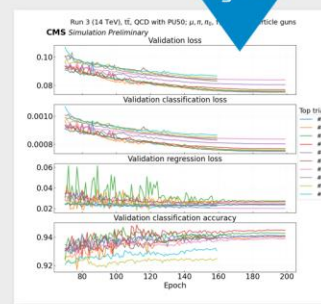 Run 3 (14 TeV), tt̄, QCD with PU50; μ, π, π₀,
CMS Simulation Preliminary
Validation loss
0.10
0.08
Validation classification loss
0.0010
0.0008
Top
Validation regression loss
0.06
0.04
0.02
Validation classification accuracy
0.94
0.92
80 100 120 140 160 180 200
Epoch